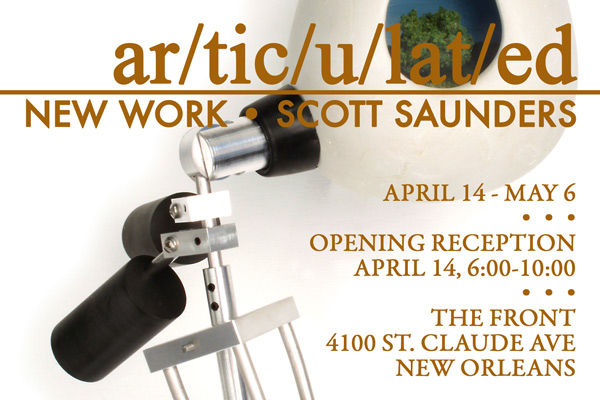 ar/tic/u/lat/ed
NEW WORK • SCOTT SAUNDERS
APRIL 14 - MAY 6
• • •
OPENING RECEPTION
APRIL 14, 6:00-10:00
• • •
THE FRONT
4100 ST. CLAUDE AVE
NEW ORLEANS